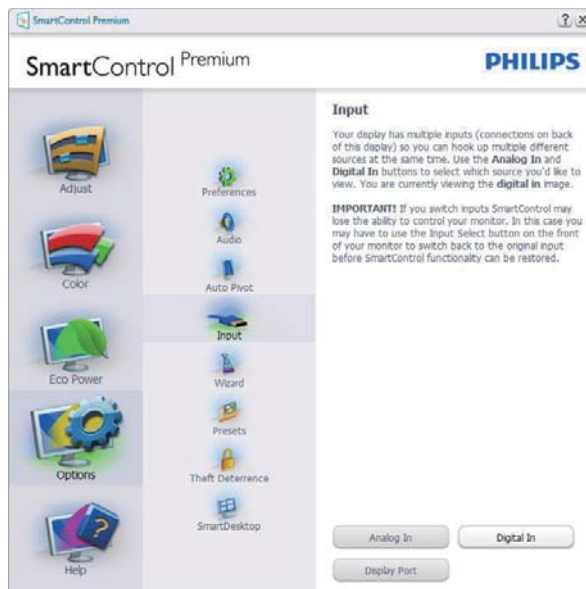 SmartControl Premium
SmartControl Premium
PHILIPS
Adjust
Color
Eco Power
Options
Help
Preferences
Audio
Auto Pivot
Input
Wizard
Presets
Theft Deterrence
SmartDesktop
Input
Your display has multiple inputs (connections on back
of this display) so you can hook up multiple different
sources at the same time. Use the Analog In and
Digital In buttons to select which source you'd like to
view. You are currently viewing the digital in image.
IMPORTANT! If you switch inputs SmartControl may
lose the ability to control your monitor. In this case you
may have to use the Input Select button on the front
of your monitor to switch back to the original input
before SmartControl functionality can be restored.
Analog In
Digital In
Display Port